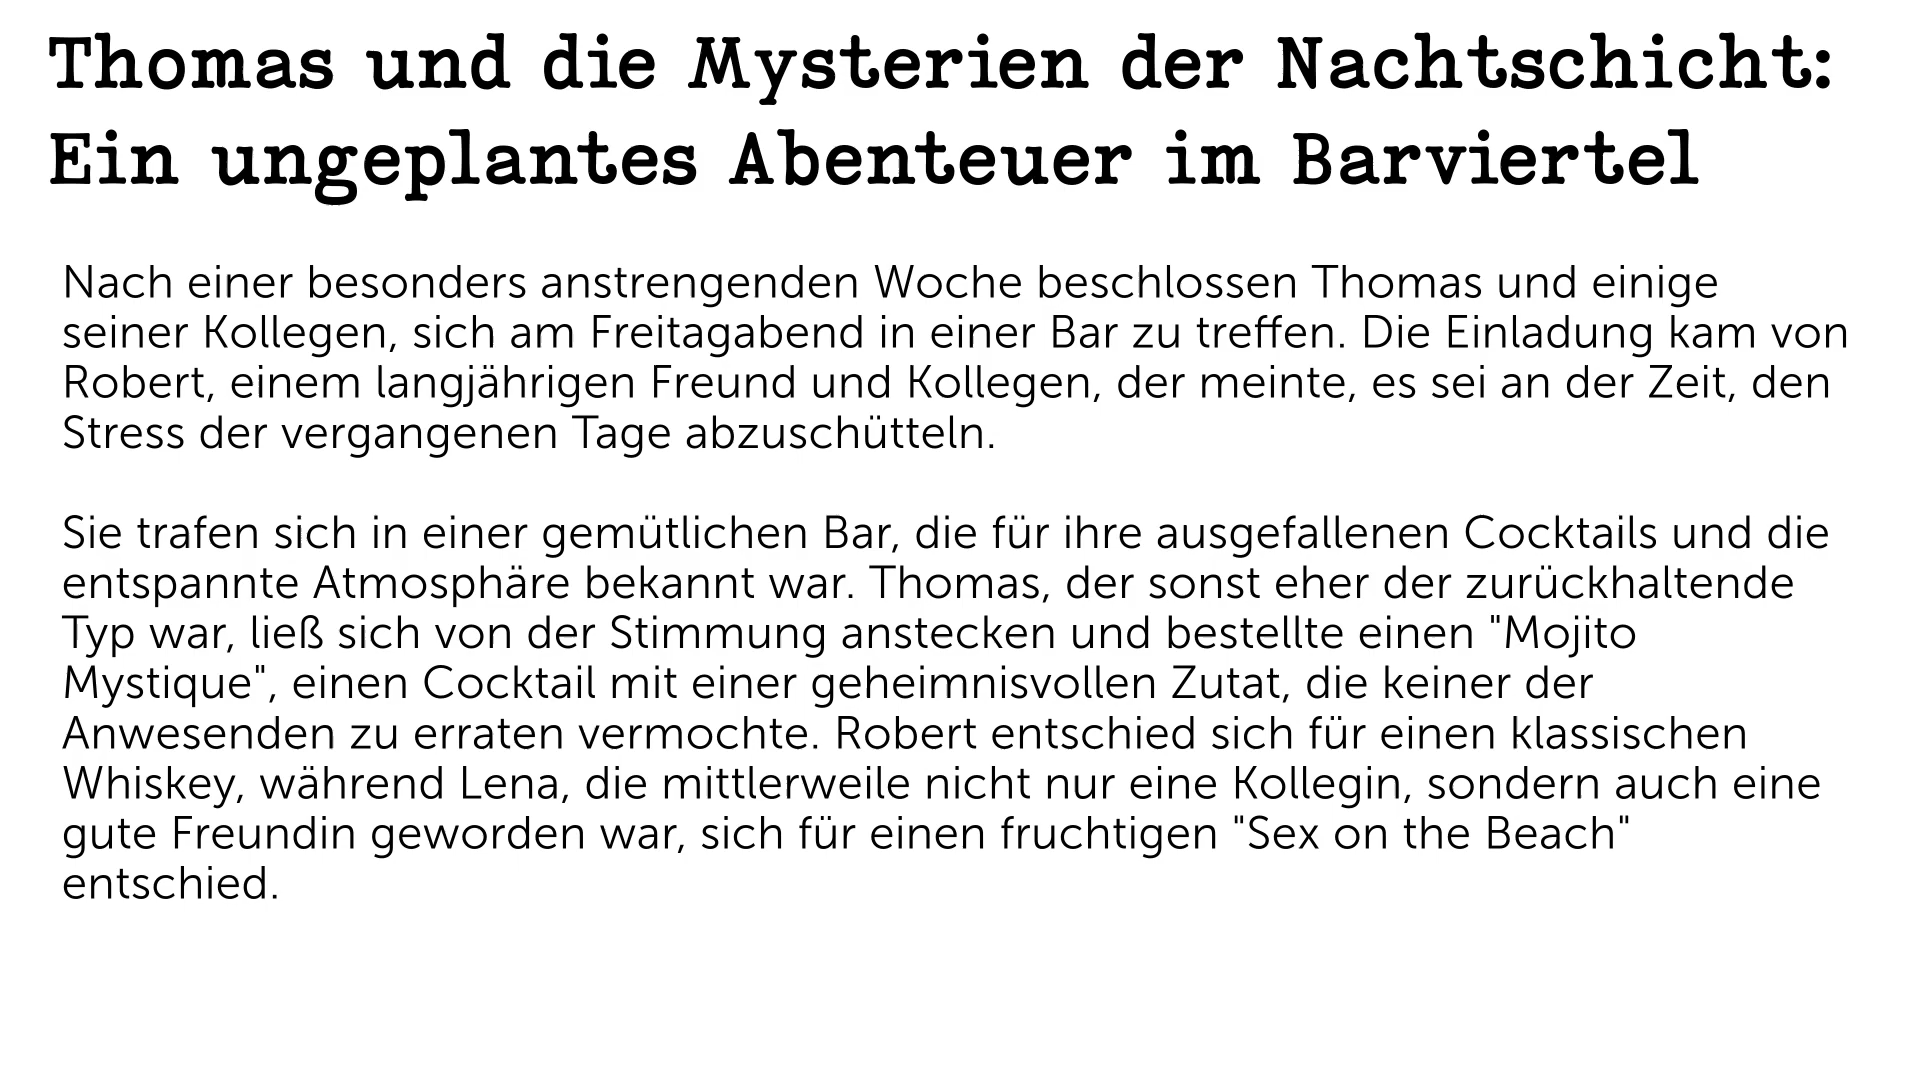 Thomas und die Mysterien der Nachtschicht:
Ein ungeplantes Abenteuer im Barviertel
Nach einer besonders anstrengenden Woche beschlossen Thomas und einige
seiner Kollegen, sich am Freitagabend in einer Bar zu treffen. Die Einladung kam von
Robert, einem langjährigen Freund und Kollegen, der meinte, es sei an der Zeit, den
Stress der vergangenen Tage abzuschütteln.
Sie trafen sich in einer gemütlichen Bar, die für ihre ausgefallenen Cocktails und die
entspannte Atmosphäre bekannt war. Thomas, der sonst eher der zurückhaltende
Typ war, ließ sich von der Stimmung anstecken und bestellte einen "Mojito
Mystique", einen Cocktail mit einer geheimnisvollen Zutat, die keiner der
Anwesenden zu erraten vermochte. Robert entschied sich für einen klassischen
Whiskey, während Lena, die mittlerweile nicht nur eine Kollegin, sondern auch eine
gute Freundin geworden war, sich für einen fruchtigen "Sex on the Beach"
entschied.